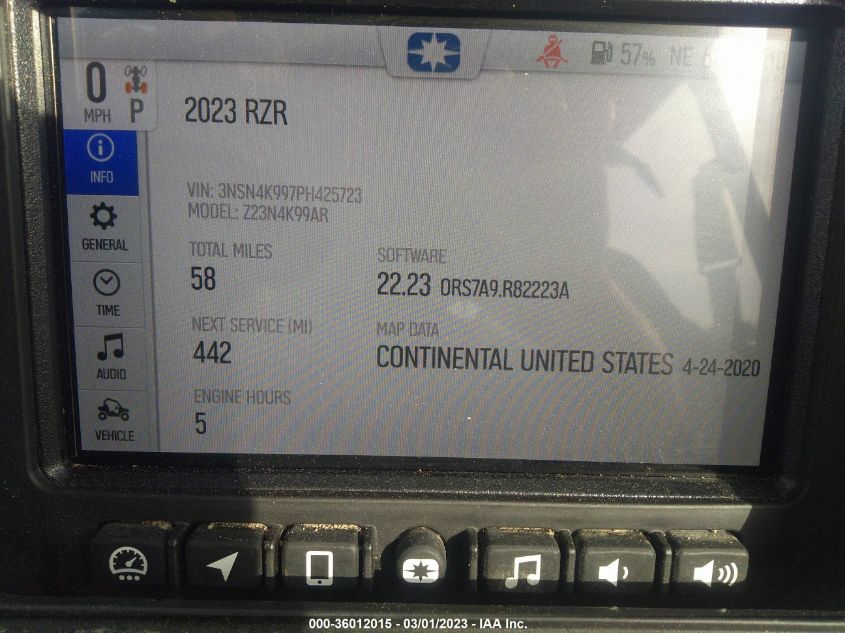 57% NE
0
MPH P
2023 RZR
INFO
VIN: 3NSN4K997PH425723
MODEL: Z23N4K99AR
GENERAL
TOTAL MILES
58
SOFTWARE
22.23 0RS7A9.R82223A
TIME
NEXT SERVICE (MI)
442
MAP DATA
CONTINENTAL UNITED STATES 4-24-2020
AUDIO
ENGINE HOURS
5
VEHICLE
000-36012015 - 03/01/2023 - IAA Inc.